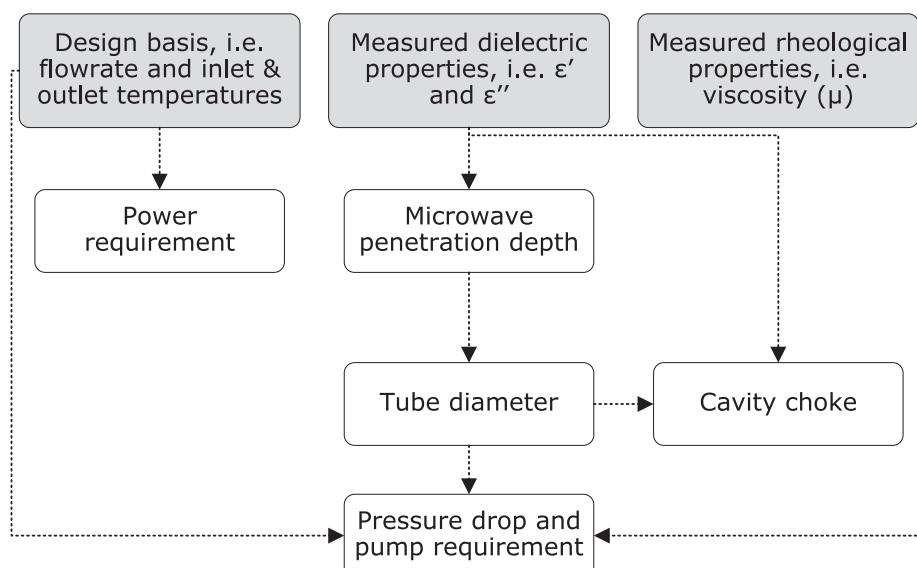 Design basis, i.e.
flowrate and inlet &
outlet temperatures
Measured dielectric
properties, i.e. ε’
and ε’’
Measured rheological
properties, i.e.
viscosity (μ)
Power
requirement
Microwave
penetration depth
Tube diameter
Cavity choke
Pressure drop and
pump requirement